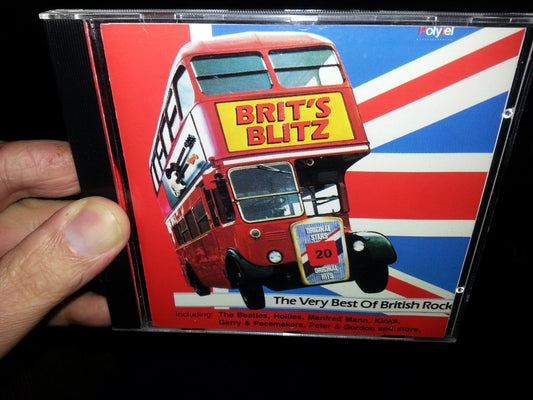 PolyTel
BRIT'S
BLITZ
ORIGINAL
STARS
20
ORIGINAL
HITS
The Very Best Of British Rock
including: The Beatles, Hollies, Manfred Mann, Kinks,
Gerry & Pacemakers, Peter & Gordon and more.